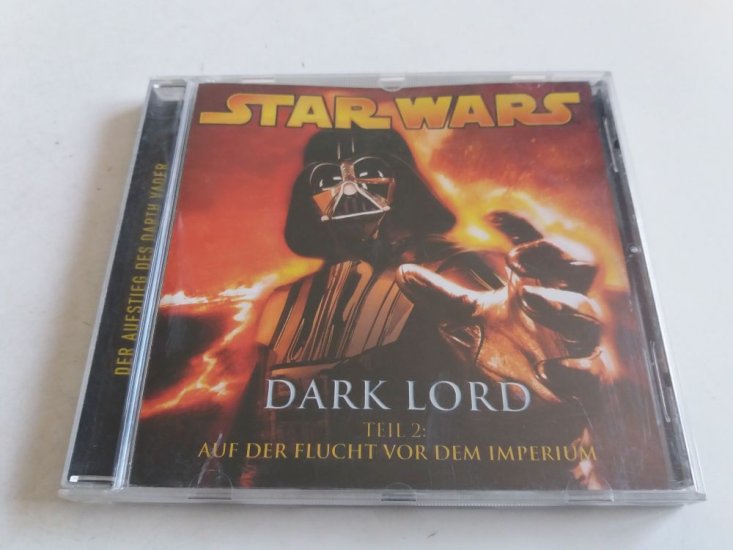 STAR WARS
DARK LORD
TEIL 2:
AUF DER FLUCHT VOR DEM IMPERIUM
DER AUFSTIEG DES DARTH VADER